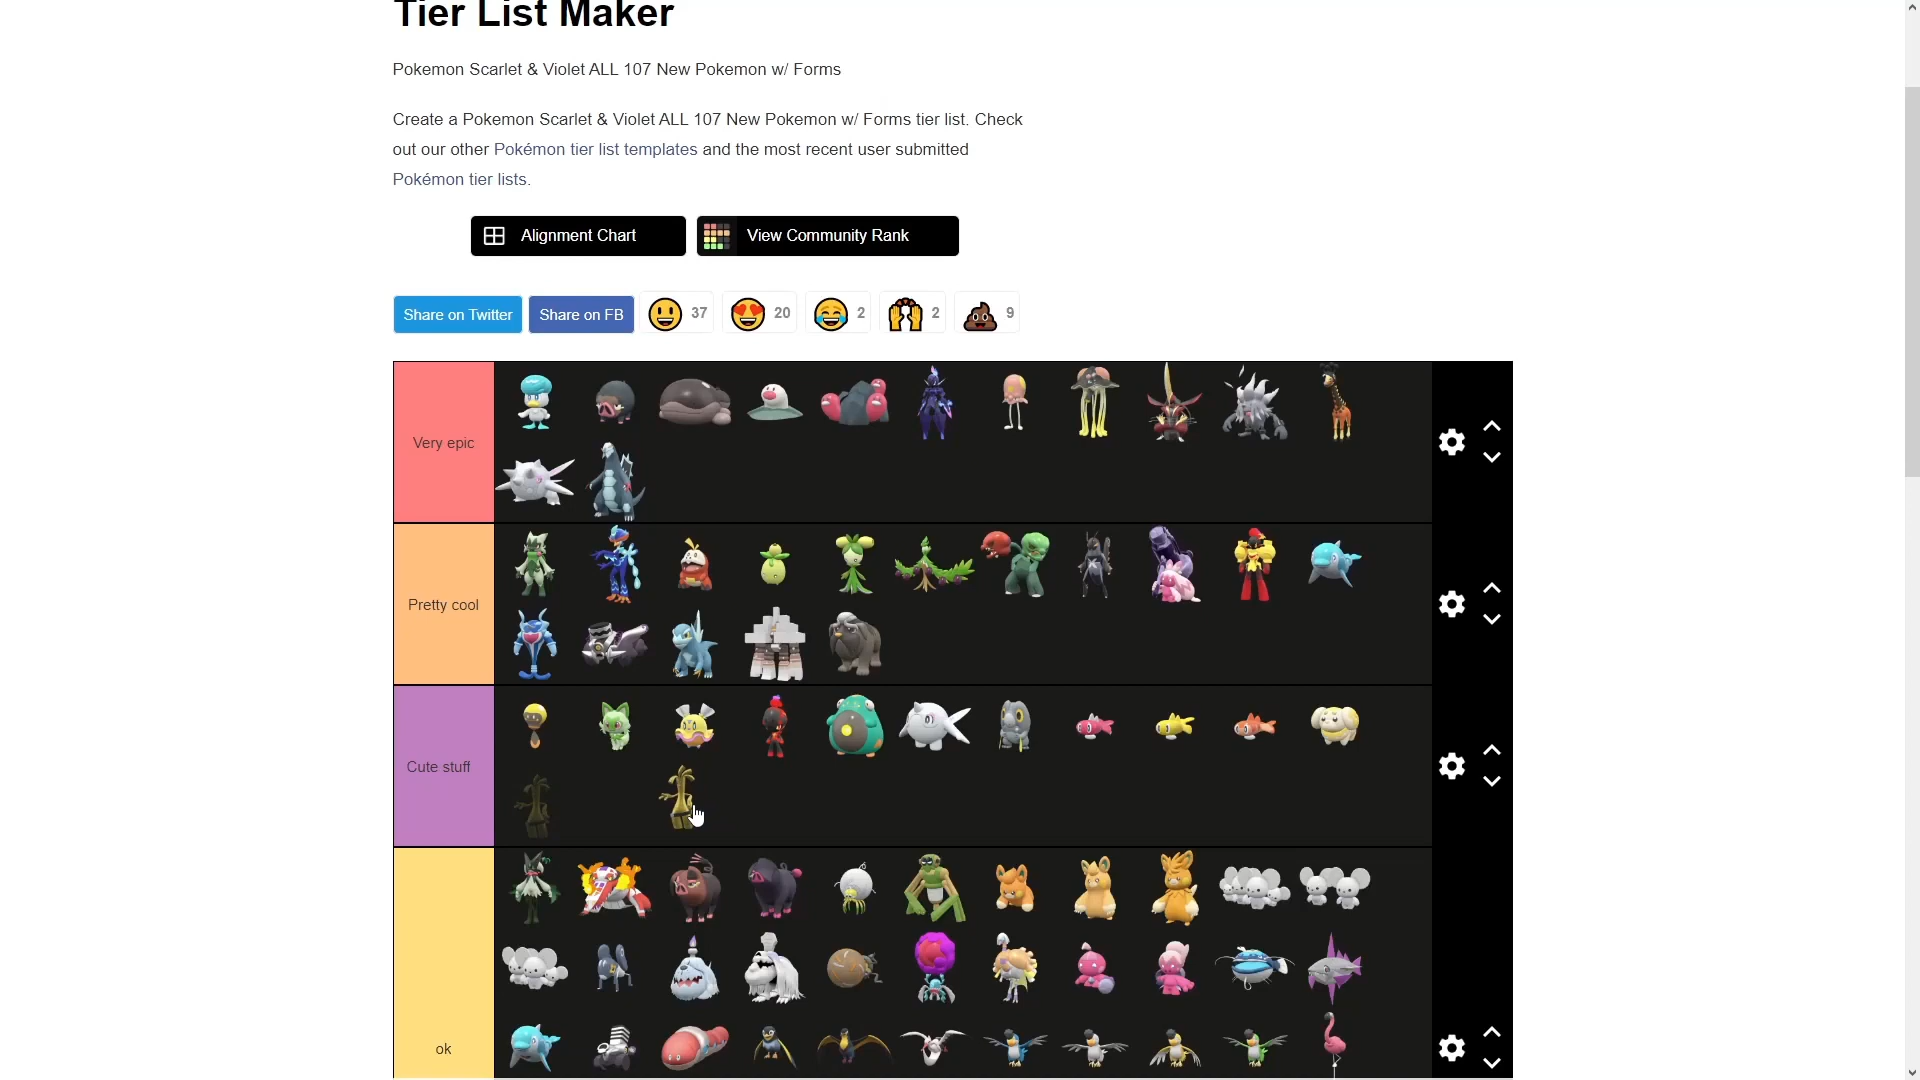 Tier List Maker
Pokemon Scarlet & Violet ALL 107 New Pokemon w/ Forms
Create a Pokemon Scarlet & Violet ALL 107 New Pokemon w/ Forms tier list. Check
out our other Pokémon tier list templates and the most recent user submitted
Pokémon tier lists.
Alignment Chart
View Community Rank
Share on Twitter
Share on FB
37
20
2
2
9
Very epic
Pretty cool
Cute stuff
ok